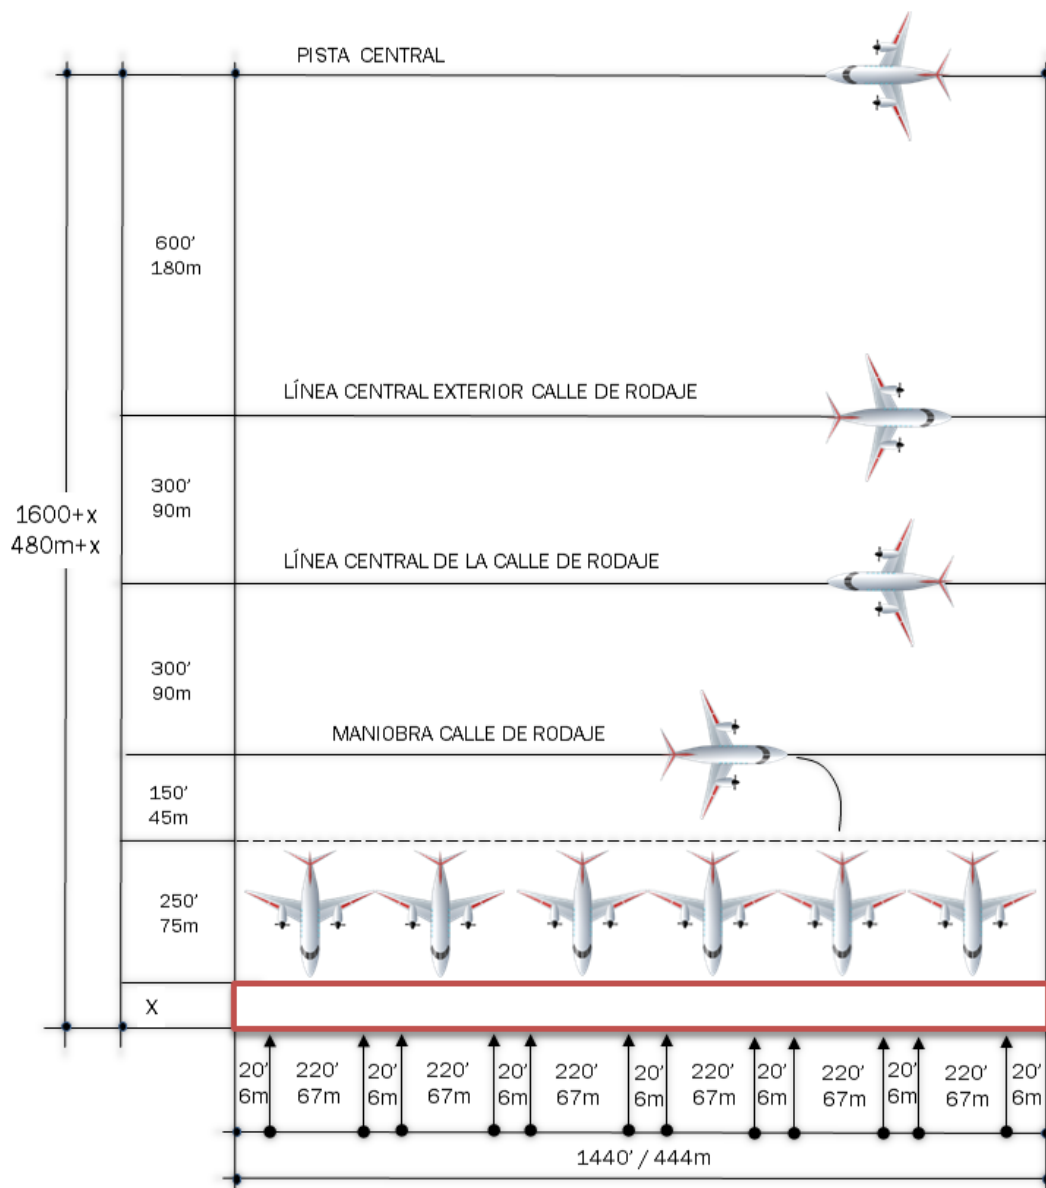 PISTA CENTRAL
600'
180m
LÍNEA CENTRAL EXTERIOR CALLE DE RODAJE
300'
90m
1600+x
480m+x
LÍNEA CENTRAL DE LA CALLE DE RODAJE
300'
90m
MANIOBRA CALLE DE RODAJE
150'
45m
250'
75m
X
20' 220' 20' 220' 20' 220' 20' 220' 20' 220' 20' 220' 20'
6m 67m 6m 67m 6m 67m 6m 67m 6m 67m 6m 67m 6m
1440' / 444m